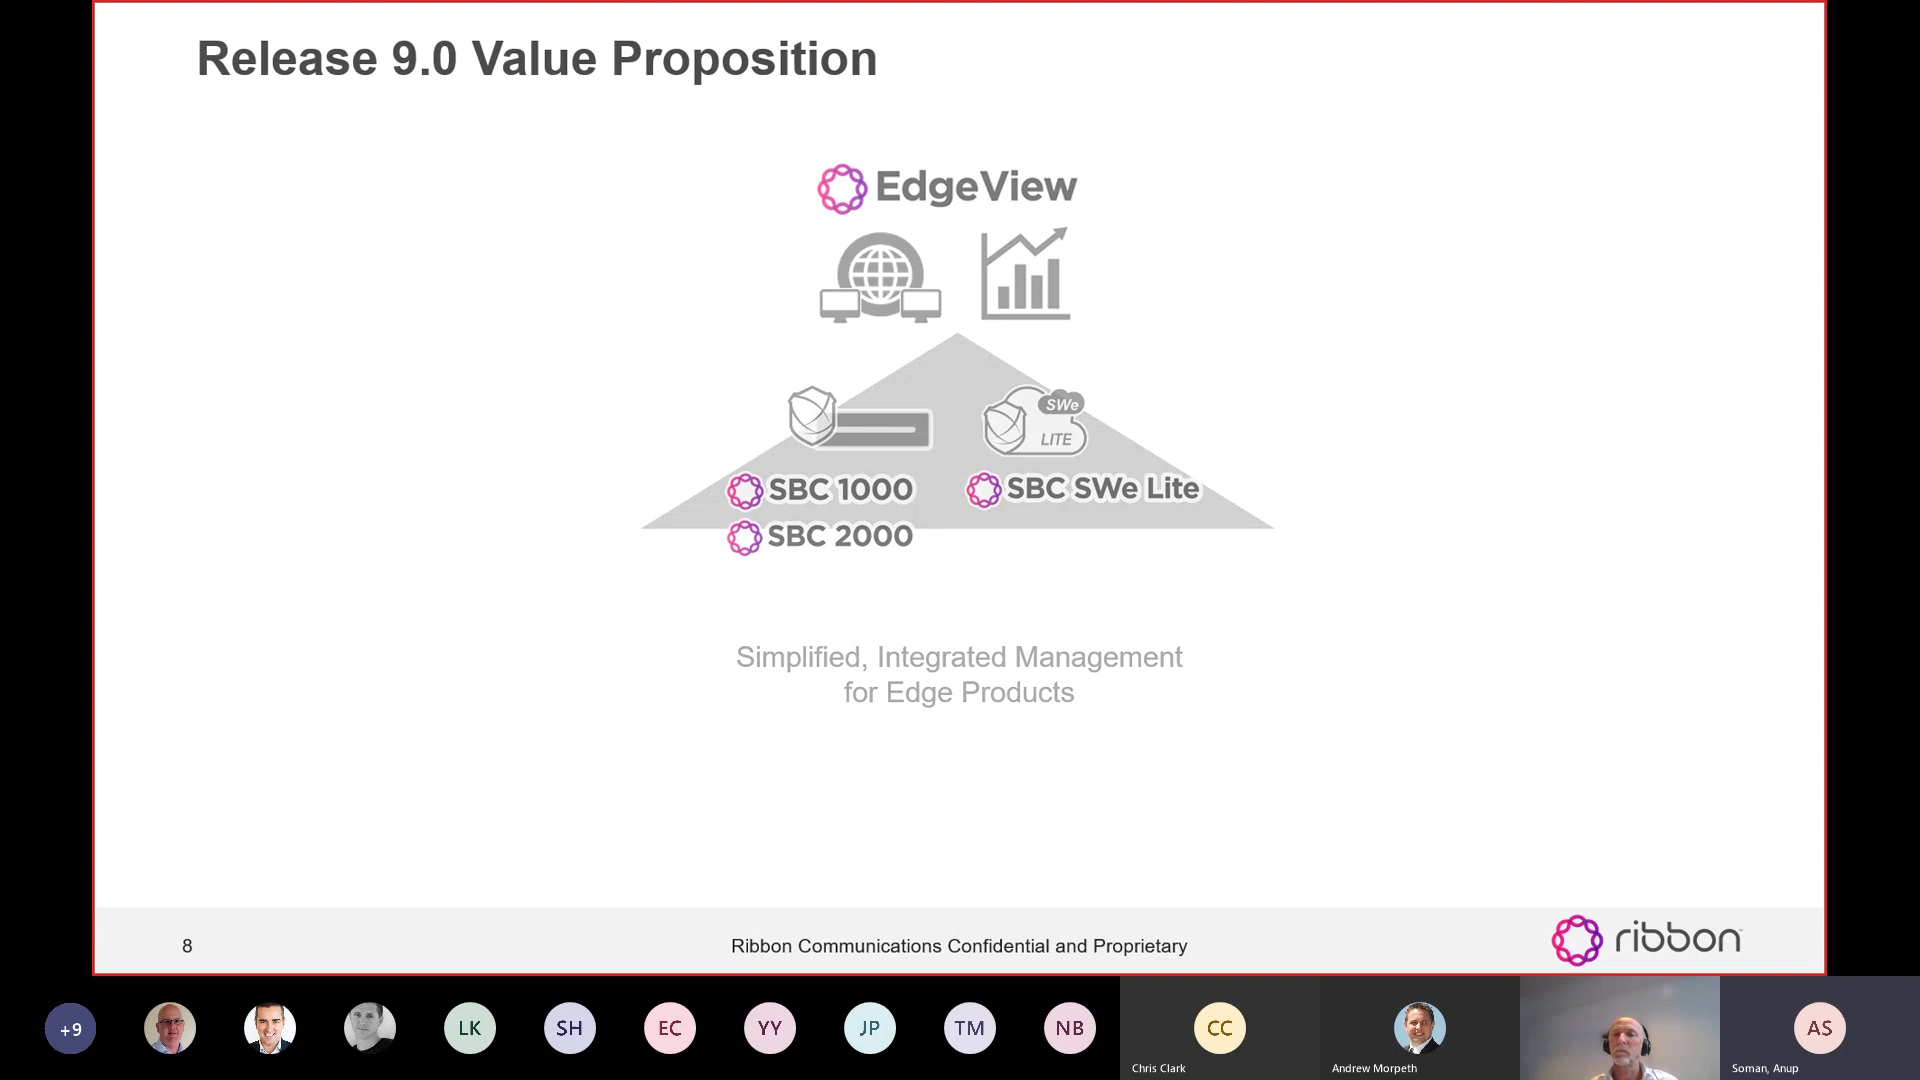 Release 9.0 Value Proposition
EdgeView
SWe
LITE
SBC 1000
SBC SWe Lite
SBC 2000
Simplified, Integrated Management
for Edge Products
8
Ribbon Communications Confidential and Proprietary
ribbon
+9
LK
SH
EC
YY
JP
TM
NB
CC
AS
Chris Clark
Andrew Morpeth
Soman, Anup